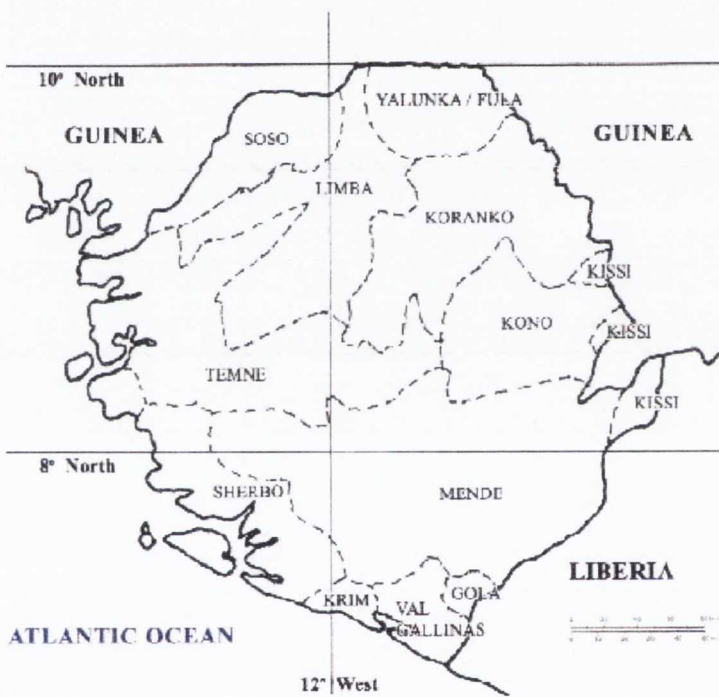 10° North
YALUNKA / FULA
GUINEA
SOSO
GUINEA
LIMBA
KORANKO
KISSI
KONO
KISSI
TEMNE
KISSI
8° North
SHERBO
MENDE
LIBERIA
GOLA
KRIM
VAL
GALLINAS
ATLANTIC OCEAN
12° West